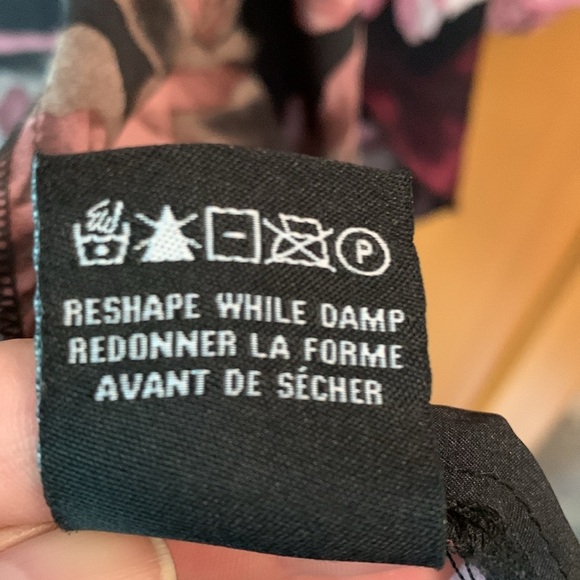 P
RESHAPE WHILE DAMP
REDONNER LA FORME
AVANT DE SÉCHER